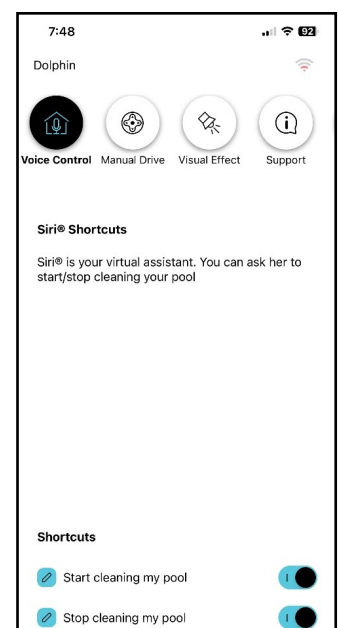 7:48
92
Dolphin
Voice Control Manual Drive Visual Effect Support
Siri® Shortcuts
Siri® is your virtual assistant. You can ask her to
start/stop cleaning your pool
Shortcuts
Start cleaning my pool
Stop cleaning my pool